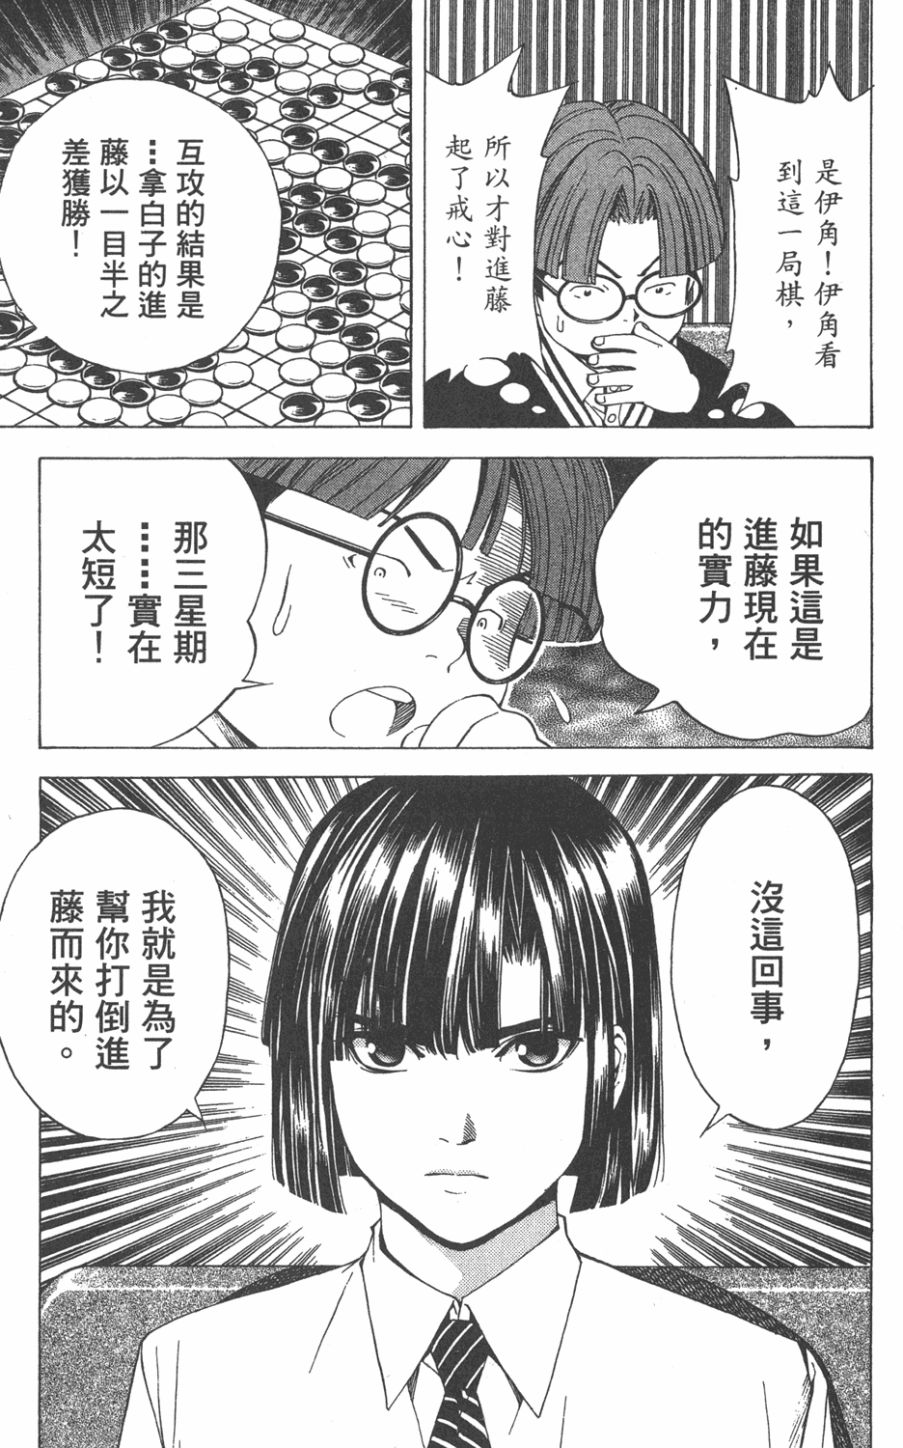 是伊角！伊角看
到這一局棋，
所以才對進藤
起了戒心！
互攻的結果是
⋯拿白子的進
藤以一目半之
差獲勝！
如果這是
進藤現在
的實力，
那三星期
⋯⋯實在
太短了！
沒這回事，
我就是為了
幫你打倒進
藤而來的。